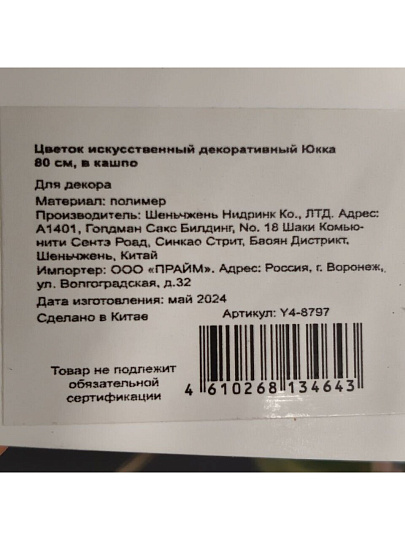 Цветок искусственный декоративный Юкка
80 см, в кашпо
Для декора
Материал: полимер
Производитель: Шеньчжень Нидринк Ко., ЛТД. Адрес:
А1401, Голдман Сакс Билдинг, No. 18 Шаки Комью-
нити Сентэ Роад, Синкао Стрит, Баоян Дистрикт,
Шеньчжень, Китай
Импортер: ООО «ПРАЙМ». Адрес: Россия, г. Воронеж,
ул. Волгоградская, д.32
Дата изготовления: май 2024
Сделано в Китае
Артикул: Y4-8797
Товар не подлежит
обязательной
сертификации
4 610268 134643